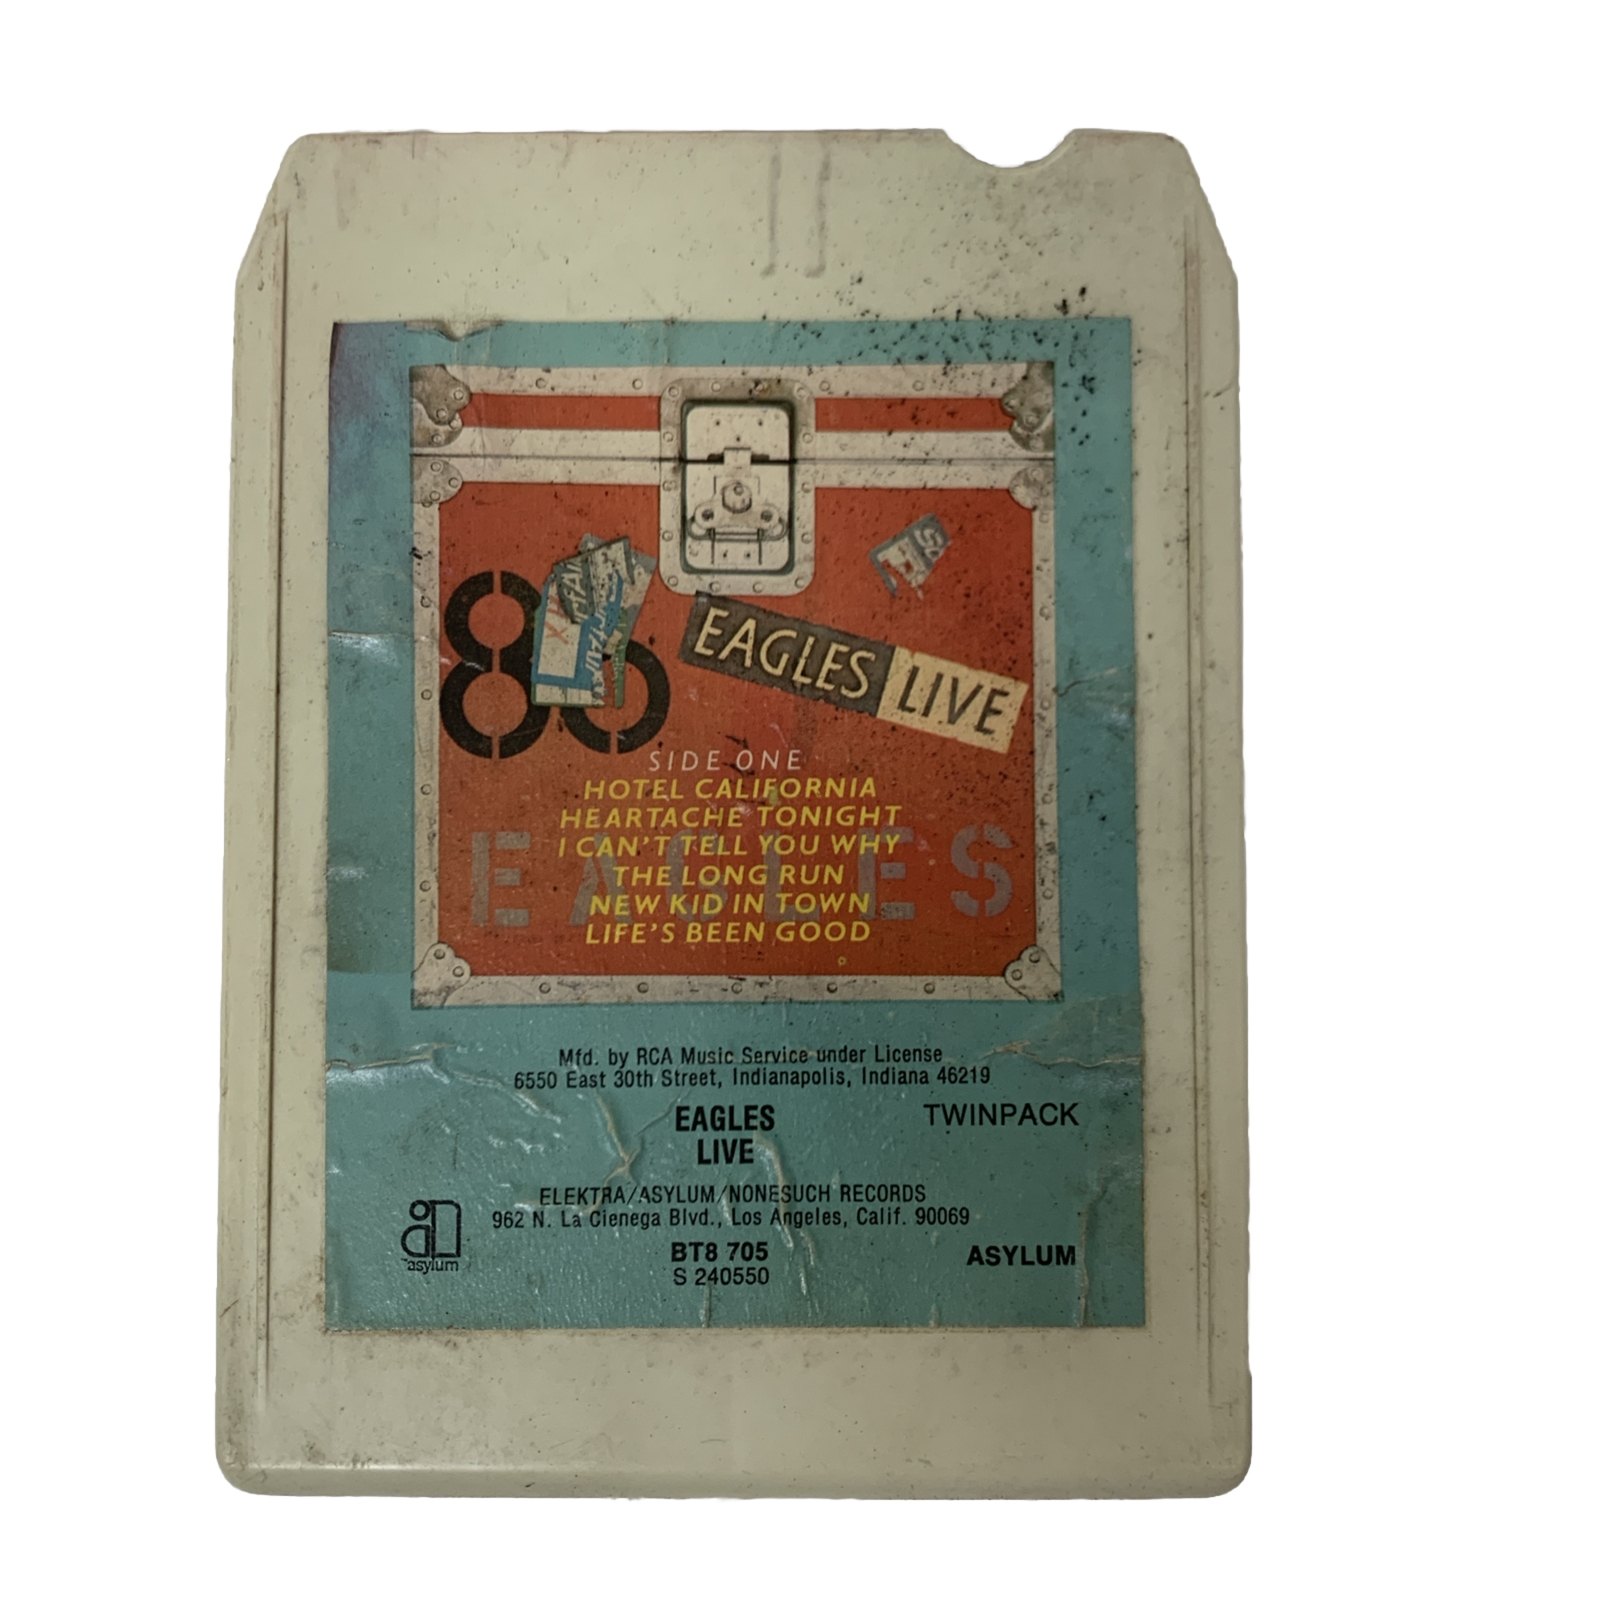 86
EAGLES LIVE
SIDE ONE
HOTEL CALIFORNIA
HEARTACHE TONIGHT
I CAN'T TELL YOU WHY
THE LONG RUN
NEW KID IN TOWN
LIFE'S BEEN GOOD
EAGLES
Mfd. by RCA Music Service under License
6550 East 30th Street, Indianapolis, Indiana 46219
EAGLES TWINPACK
LIVE
ELEKTRA/ASYLUM/NONESUCH RECORDS
962 N. La Cienega Blvd., Los Angeles, Calif. 90069
asylum
BT8 705 ASYLUM
S 240550